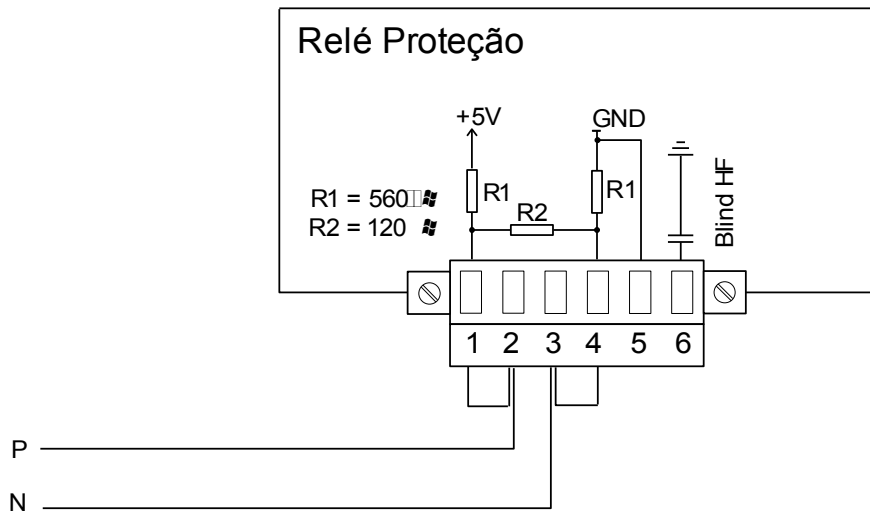 Relé Proteção
+5V
GND
R1
R1
R2
R1 = 560
R2 = 120
Blind HF
1 2 3 4 5 6
P
N